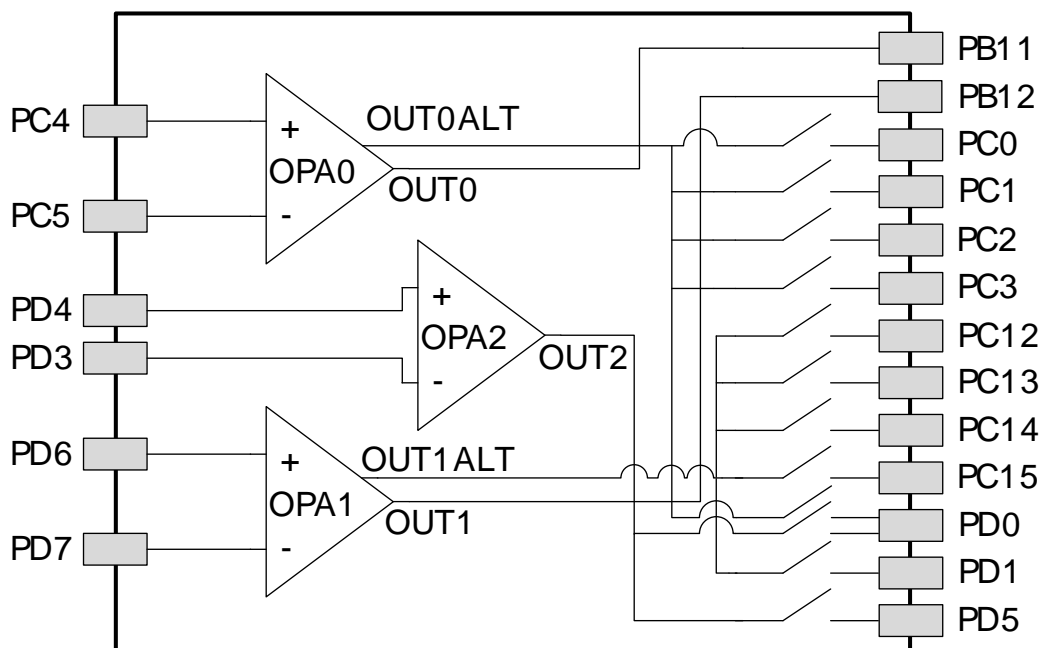 PB11
PB12
PC4
OUT0ALT
PC0
+
OPA0
OUT0
PC1
PC5
-
PC2
PC3
PD4
+
OPA2
OUT2
PC12
PD3
-
PC13
PC14
PD6
+
OUT1ALT
PC15
OPA1
OUT1
PD0
PD7
-
PD1
PD5